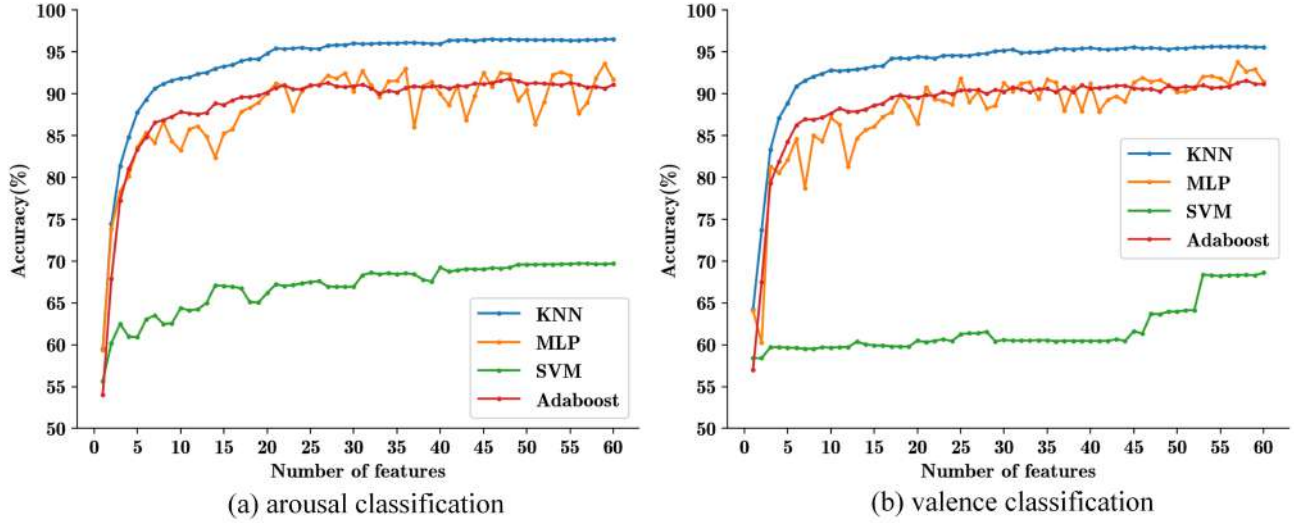 100
95
90
85
80
75
70
65
60
55
50
Accuracy(%)
KNN
MLP
SVM
Adaboost
0 5 10 15 20 25 30 35 40 45 50 55 60
Number of features
(a) arousal classification
100
95
90
85
80
75
70
65
60
55
50
Accuracy(%)
KNN
MLP
SVM
Adaboost
0 5 10 15 20 25 30 35 40 45 50 55 60
Number of features
(b) valence classification